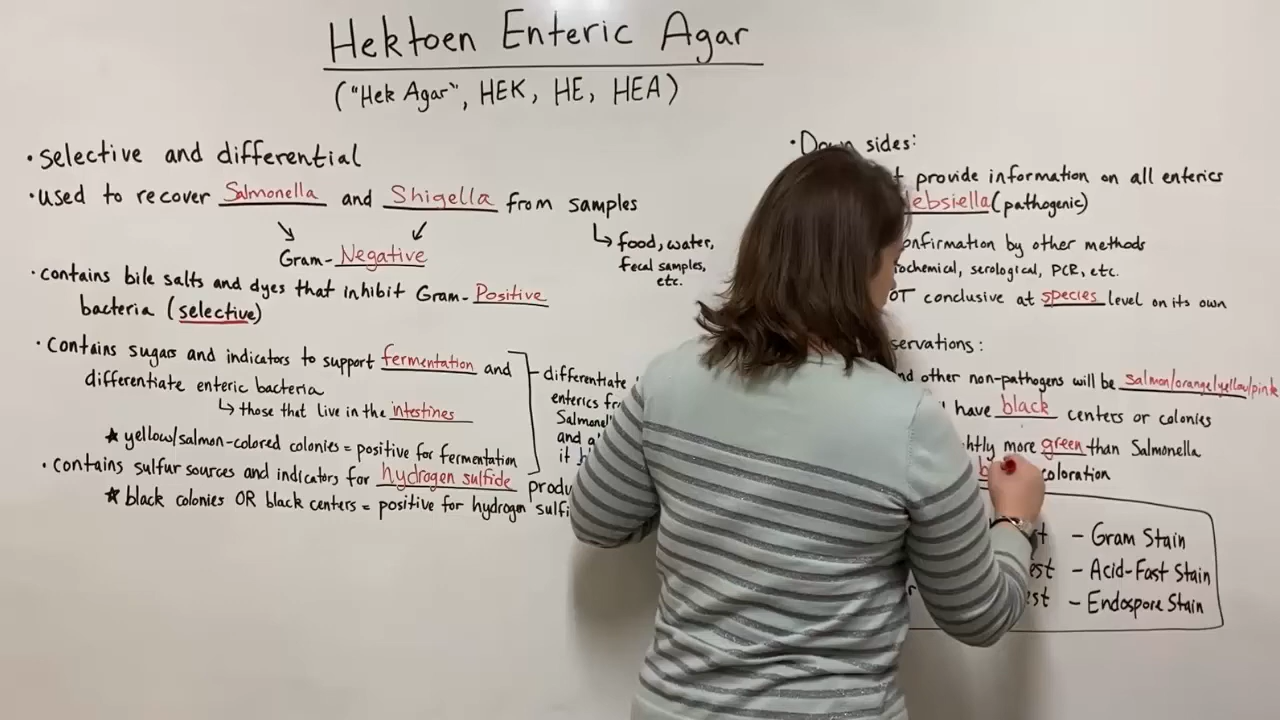 Hektoen Enteric Agar
("Hek Agar", HEK, HE, HEA)
• selective and differential
• used to recover Salmonella and Shigella from samples
↳ food, water,
fecal samples,
etc.
Gram-Negative
• contains bile salts and dyes that inhibit Gram-Positive
bacteria (selective)
• contains sugars and indicators to support fermentation and
differentiate enteric bacteria
↳ those that live in the intestines
★ yellow/salmon-colored colonies = positive for fermentation
differentiate
enterics
and
it
• contains sulfur sources and indicators for hydrogen sulfide
★ black colonies OR black centers = positive for hydrogen
• Down sides:
provide information on all enterics
(pathogenic)
by other methods
serological, PCR, etc.
conclusive at species level on its own
:
other non-pathogens will be salmon/orange/yellow/pink
have black centers or colonies
more green than Salmonella
coloration
- Gram Stain
- Acid-Fast Stain
- Endospore Stain